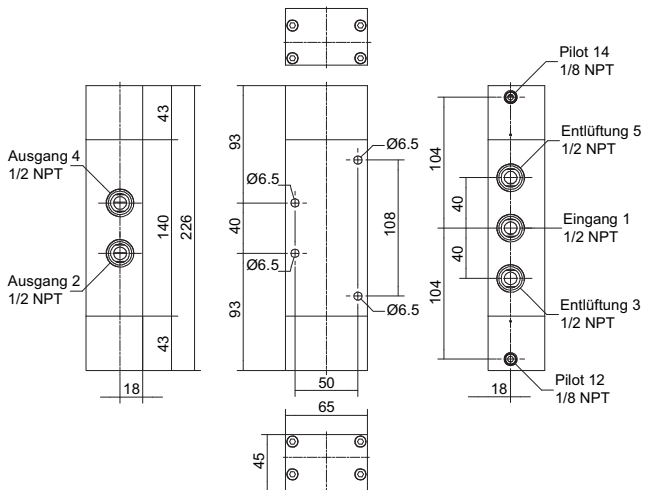 Ausgang 4
1/2 NPT
Ausgang 2
1/2 NPT
43
140
226
43
18
93
40
93
Ø6.5
Ø6.5
Ø6.5
Ø6.5
108
50
65
45
104
104
40
40
18
Pilot 14
1/8 NPT
Entlüftung 5
1/2 NPT
Eingang 1
1/2 NPT
Entlüftung 3
1/2 NPT
Pilot 12
1/8 NPT